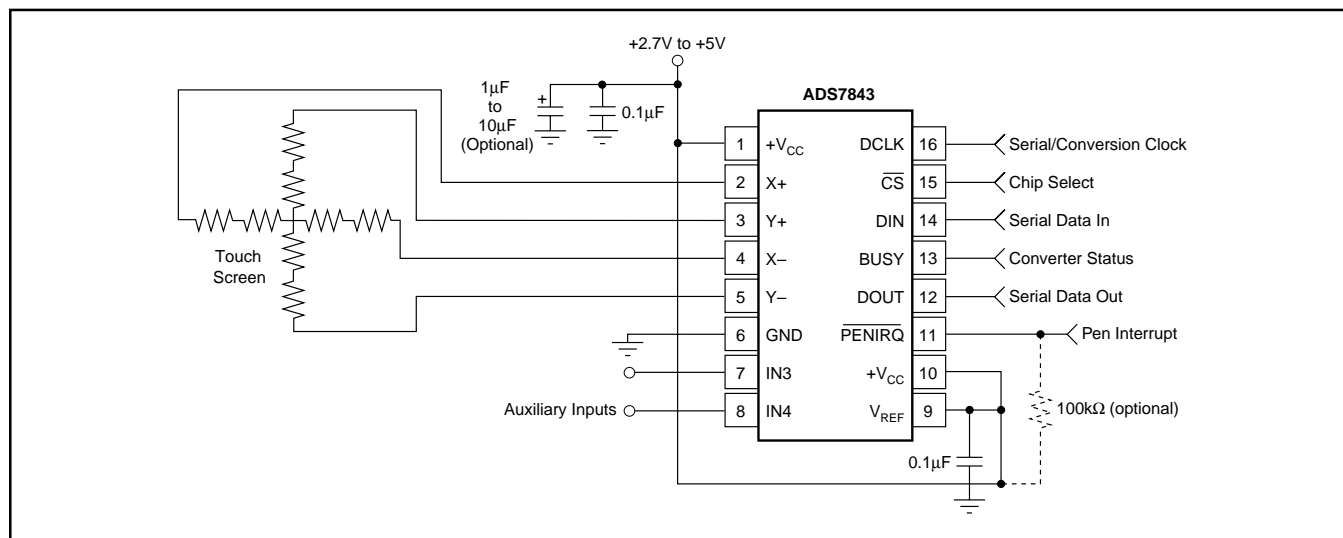 +2.7V to +5V
1µF
to
10µF
(Optional)
0.1µF
ADS7843
1 +VCC DCLK 16 Serial/Conversion Clock
2 X+ CS 15 Chip Select
3 Y+ DIN 14 Serial Data In
4 X– BUSY 13 Converter Status
5 Y– DOUT 12 Serial Data Out
6 GND PENIRQ 11 Pen Interrupt
7 IN3 +VCC 10
Auxiliary Inputs 8 IN4 VREF 9
Touch
Screen
100kΩ (optional)
0.1µF